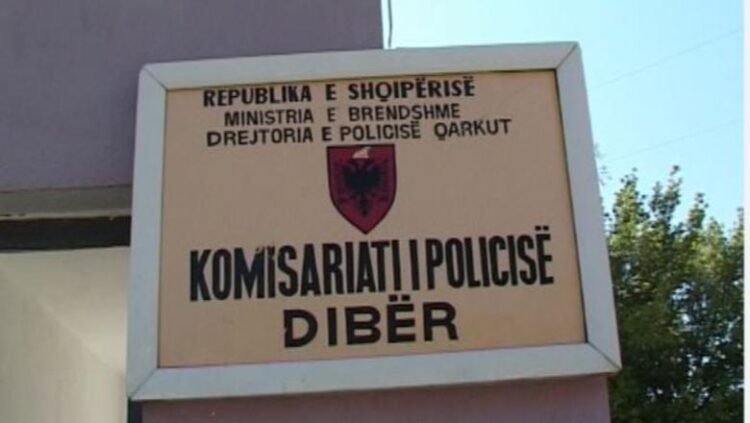 REPUBLIKA E SHQIPËRISË
MINISTRIA E BRENDSHME
DREJTORIA E POLICISË QARKUT
KOMISARIATI I POLICISË
DIBËR